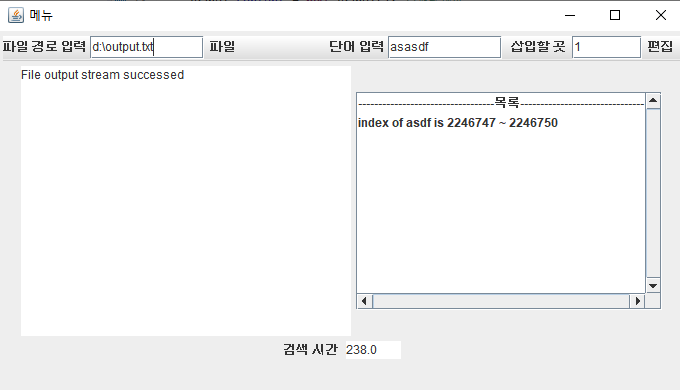 메뉴
파일 경로 입력 d:\output.txt 파일 단어 입력 asasdf 삽입할 곳 1 편집
File output stream successed
---------------------------------목록------------------------------
index of asdf is 2246747 ~ 2246750
검색 시간 238.0